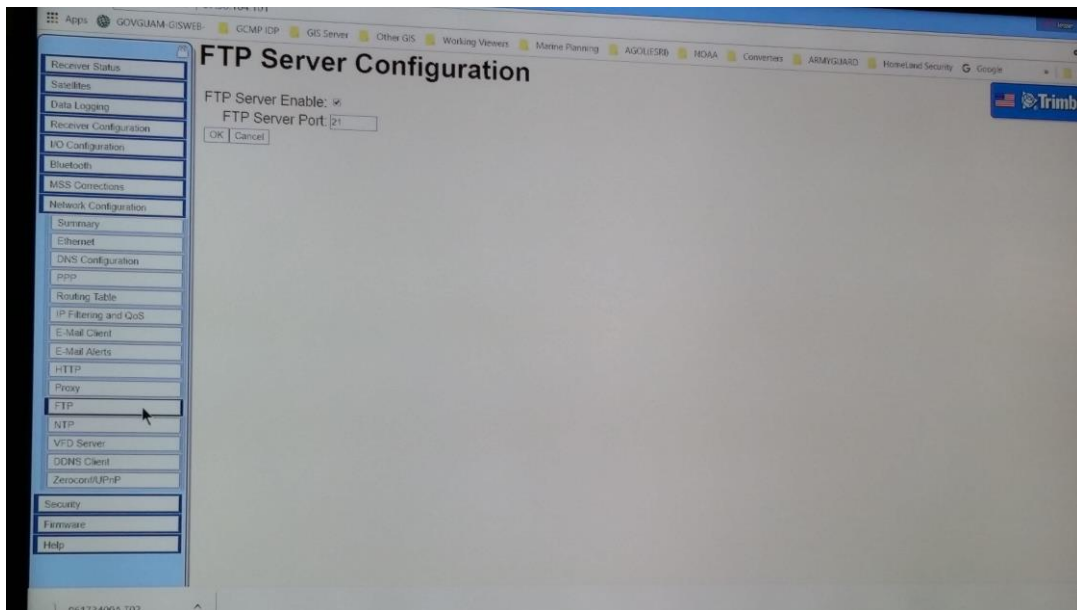 Apps GOVGUAM-GISWEB- GCMP IDP GIS Server Other GIS Working Viewers Marine Planning AGOL/ESRI NOAA Converters ARMYGUARD HomeLand Security Google
FTP Server Configuration
Trimb
FTP Server Enable:
FTP Server Port: 21
OK Cancel
Receiver Status
Satellites
Data Logging
Receiver Configuration
I/O Configuration
Bluetooth
MSS Corrections
Network Configuration
Summary
Ethernet
DNS Configuration
PPP
Routing Table
IP Filtering and QoS
E-Mail Client
E-Mail Alerts
HTTP
Proxy
FTP
NTP
VFD Server
DDNS Client
Zeroconf/UPnP
Security
Firmware
Help